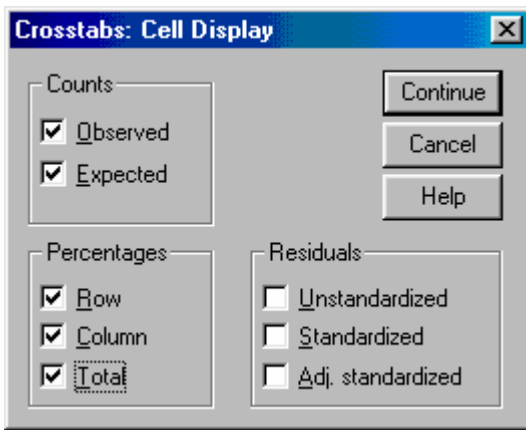 Crosstabs: Cell Display
Counts
Observed
Expected
Continue
Cancel
Help
Percentages
Row
Column
Total
Residuals
Unstandardized
Standardized
Adj. standardized